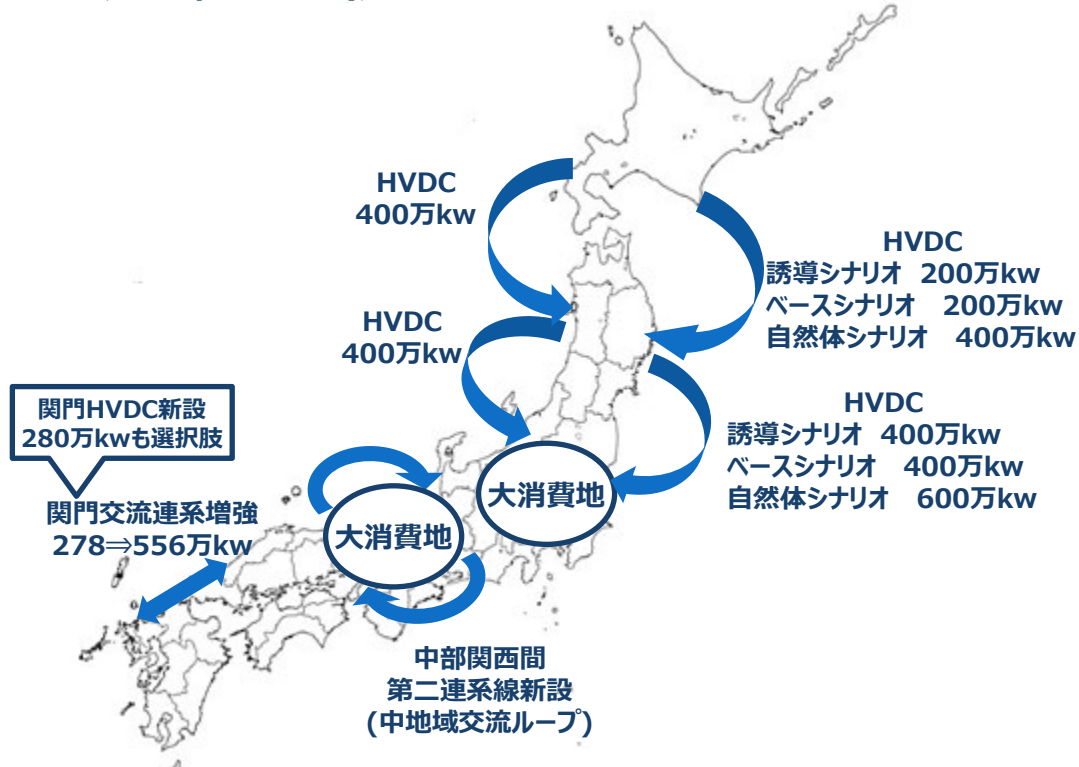 HVDC
400万kw
HVDC
誘導シナリオ 200万kw
ベースシナリオ 200万kw
自然体シナリオ 400万kw
HVDC
400万kw
HVDC
誘導シナリオ 400万kw
ベースシナリオ 400万kw
自然体シナリオ 600万kw
関門HVDC新設
280万kwも選択肢
関門交流連系増強
278⇒556万kw
大消費地
大消費地
中部関西間
第二連系線新設
(中地域交流ループ)